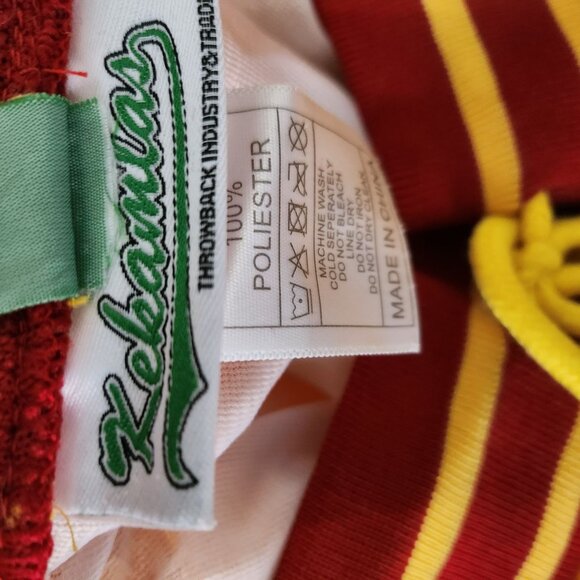 Kekambas
THROWBACK INDUSTRY&TRADE
100%
POLIESTER
MACHINE WASH
COLD SEPERATELY
DO NOT BLEACH
LINE DRY
DO NOT IRON
DO NOT DRY CLEAN
MADE IN CHINA